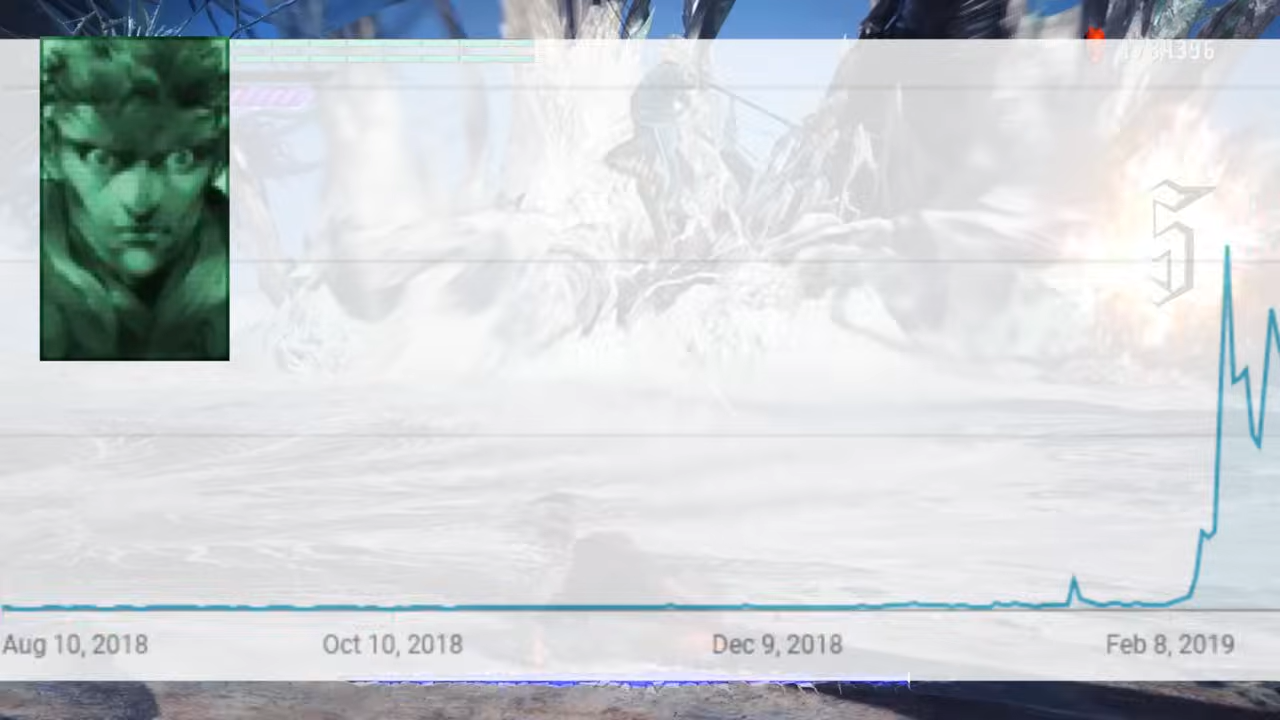 Aug 10, 2018
Oct 10, 2018
Dec 9, 2018
Feb 8, 2019